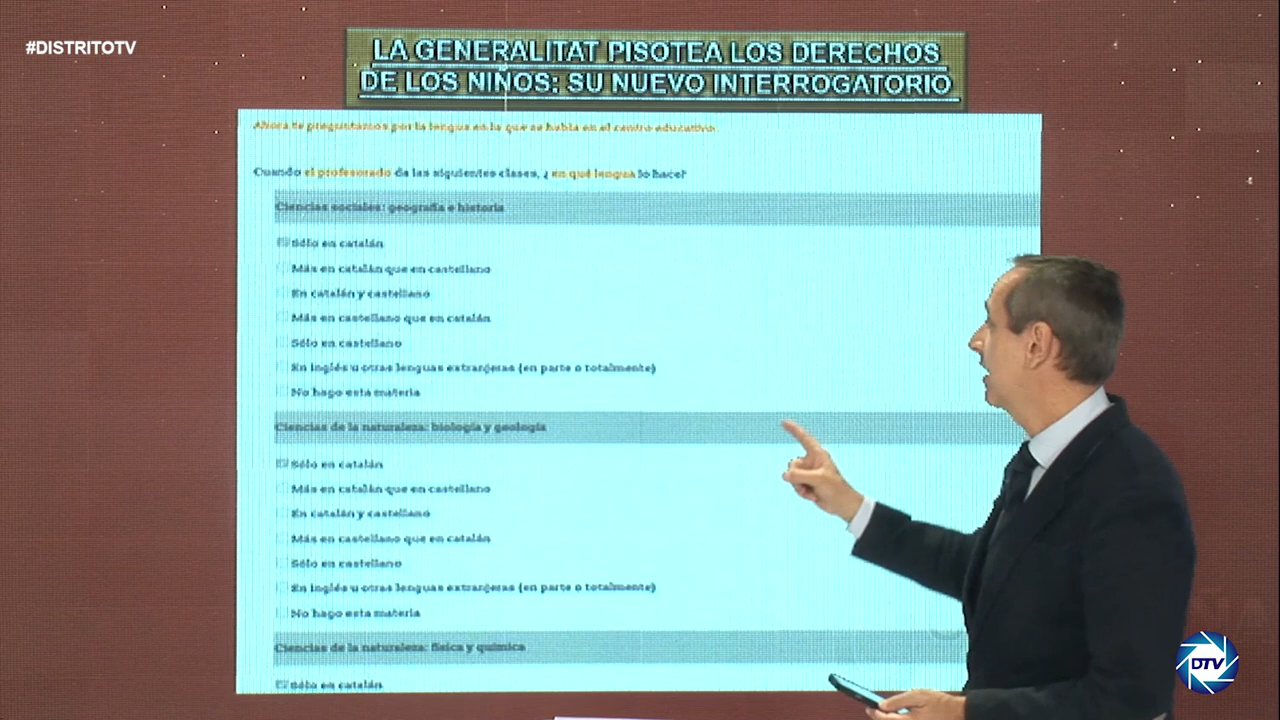 #DISTRITOTV
LA GENERALITAT PISOTEA LOS DERECHOS
DE LOS NIÑOS: SU NUEVO INTERROGATORIO
Ahora te preguntamos por la lengua en la que se habla en el centro educativo.
Cuando el profesorado da las siguientes clases, ¿ en qué lengua lo hace?
Ciencias sociales: geografía e historia
Sólo en catalán
Más en catalán que en castellano
En catalán y castellano
Más en castellano que en catalán
Sólo en castellano
En inglés u otras lenguas extranjeras (en parte o totalmente)
No hago esta materia
Ciencias de la naturaleza: biología y geología
Sólo en catalán
Más en catalán que en castellano
En catalán y castellano
Más en castellano que en catalán
Sólo en castellano
En inglés u otras lenguas extranjeras (en parte o totalmente)
No hago esta materia
Ciencias de la naturaleza: física y química
Sólo en catalán
DTV